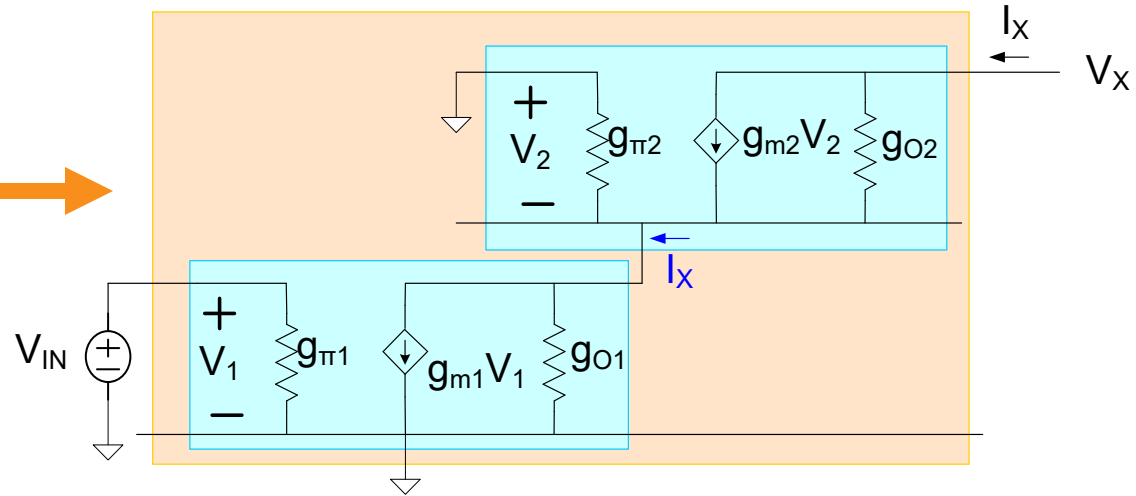 I_X
V_X
+
V_2
−
g_π2
g_m2V_2
g_O2
I_X
V_IN
+
−
+
V_1
−
g_π1
g_m1V_1
g_O1